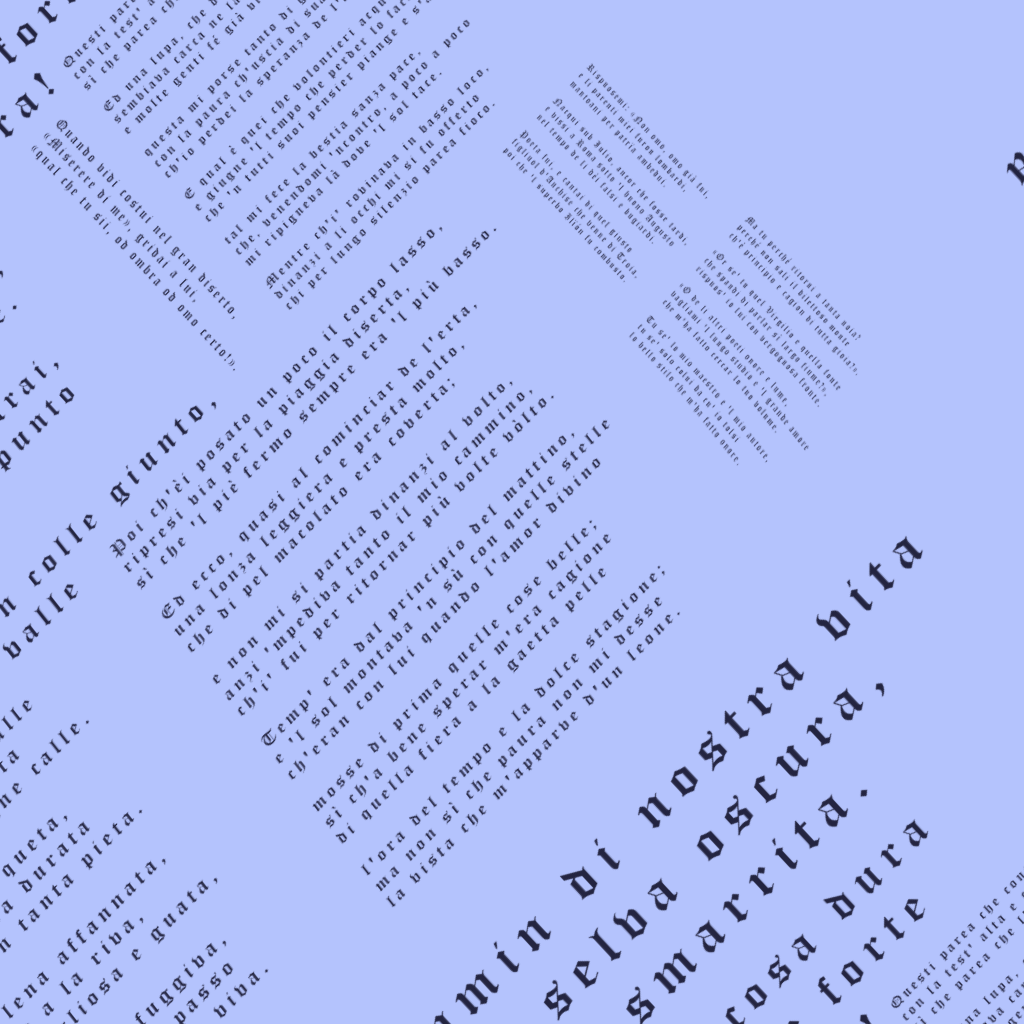 Questi pare
con la test' a
sì che parea ch
Ed una lupa, che
sembiava carca ne la
e molte genti fé già vi
questa mi porse tanto di g
con la paura ch'uscia di su
ch'io perdei la speranza de
E qual è quei che volontieri acqu
e giugne 'l tempo che perder lo fac
che 'n tutti suoi pensier piange e s'
tal mi fece la bestia sanza pace,
che, venendomi 'ncontro, a poco a poco
mi ripigneva là dove 'l sol tace.
Mentre ch'i' rovinava in basso loco,
dinanzi a li occhi mi si fu offerto
chi per lungo silenzio parea fioco.
Quando vidi costui nel gran diserto,
«Miserere di me», gridai a lui,
«qual che tu sii, od ombra od omo certo!».
Rispuosemi: «Non omo, omo già fui,
e li parenti miei furon lombardi,
mantoani per patrïa ambedui.
Nacqui sub Iulio, ancor che fosse tardi,
e vissi a Roma sotto 'l buono Augusto
nel tempo de li dèi falsi e bugiardi.
Poeta fui, e cantai di quel giusto
figliuol d'Anchise che venne di Troia,
poi che 'l superbo Ilïón fu combusto.
Ma tu perché ritorni a tanta noia?
perché non sali il dilettoso monte
ch'è principio e cagion di tutta gioia?».
«Or se' tu quel Virgilio e quella fonte
che spandi di parlar sì largo fiume?»,
rispuos' io lui con vergognosa fronte.
«O de li altri poeti onore e lume,
vagliami 'l lungo studio e 'l grande amore
che m'ha fatto cercar lo tuo volume.
Tu se' lo mio maestro e 'l mio autore,
tu se' solo colui da cu' io tolsi
lo bello stilo che m'ha fatto onore.
colle giunto,
valle
Poi ch'èi posato un poco il corpo lasso,
ripresi via per la piaggia diserta,
sì che 'l piè fermo sempre era 'l più basso.
Ed ecco, quasi al cominciar de l'erta,
una lonza leggiera e presta molto,
che di pel macolato era coverta;
e non mi si partia dinanzi al volto,
anzi 'mpediva tanto il mio cammino,
ch'i' fui per ritornar più volte vòlto.
Temp' era dal principio del mattino,
e 'l sol montava 'n sù con quelle stelle
ch'eran con lui quando l'amor divino
mosse di prima quelle cose belle;
sì ch'a bene sperar m'era cagione
di quella fiera a la gaetta pelle
l'ora del tempo e la dolce stagione;
ma non sì che paura non mi desse
la vista che m'apparve d'un leone.
rai,
punto
ne calle.
queta,
a durata
n tanta pieta.
lena affannata,
a la riva,
gliosa e guata,
fuggiva,
passo
viva.
min di nostra vita
selva oscura,
smarrita.
cosa dura
forte
Questi parea che con
con la test' alta e
sì che parea che l
na lupa,